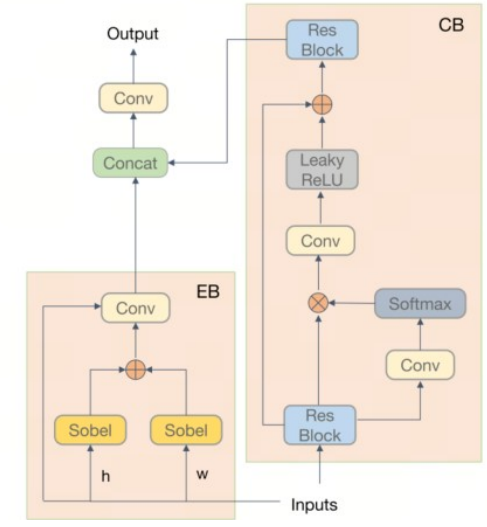 CB
Output
Res
Block
Conv
Concat
Leaky
ReLU
Conv
EB
Conv
Softmax
Conv
Sobel
Sobel
Res
Block
h
w
Inputs